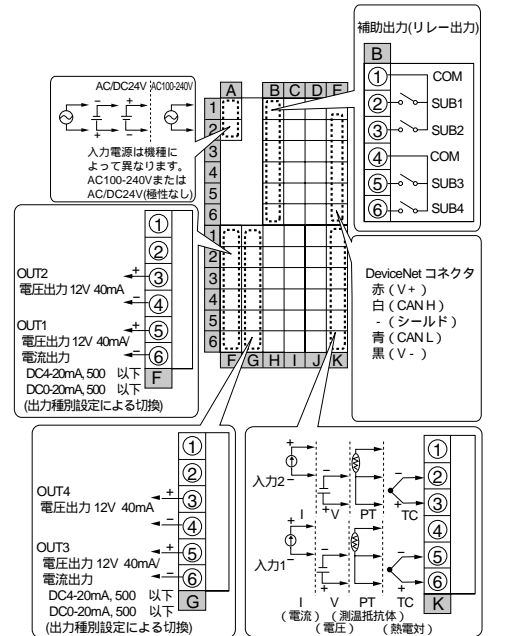 補助出力(リレー出力)
B
① COM
② SUB1
③ SUB2
④ COM
⑤ SUB3
⑥ SUB4
AC/DC24V AC100-240V
- + + -
入力電源は機種に
よって異なります。
AC100-240Vまたは
AC/DC24V(極性なし)
A B C D E
1
2
3
4
5
6
1
2
3
4
5
6
F G H I J K
①
②
OUT2 + ③
電圧出力 12V 40mA
- ④
OUT1 + ⑤
電圧出力 12V 40mA/
電流出力 - ⑥
DC4-20mA, 500 以下
DC0-20mA, 500 以下
(出力種別設定による切換)
F
DeviceNet コネクタ
赤(V+)
白(CAN H)
-(シールド)
青(CAN L)
黒(V-)
①
②
OUT4 + ③
電圧出力 12V 40mA
- ④
OUT3 + ⑤
電圧出力 12V 40mA/
電流出力 - ⑥
DC4-20mA, 500 以下
DC0-20mA, 500 以下
(出力種別設定による切換)
G
+ ①
- - ②
入力2 - + ③
I +V PT TC
+ ④
- - ⑤
入力1 - + ⑥
I V PT TC K
(電流) (測温抵抗体)
(電圧) (熱電対)